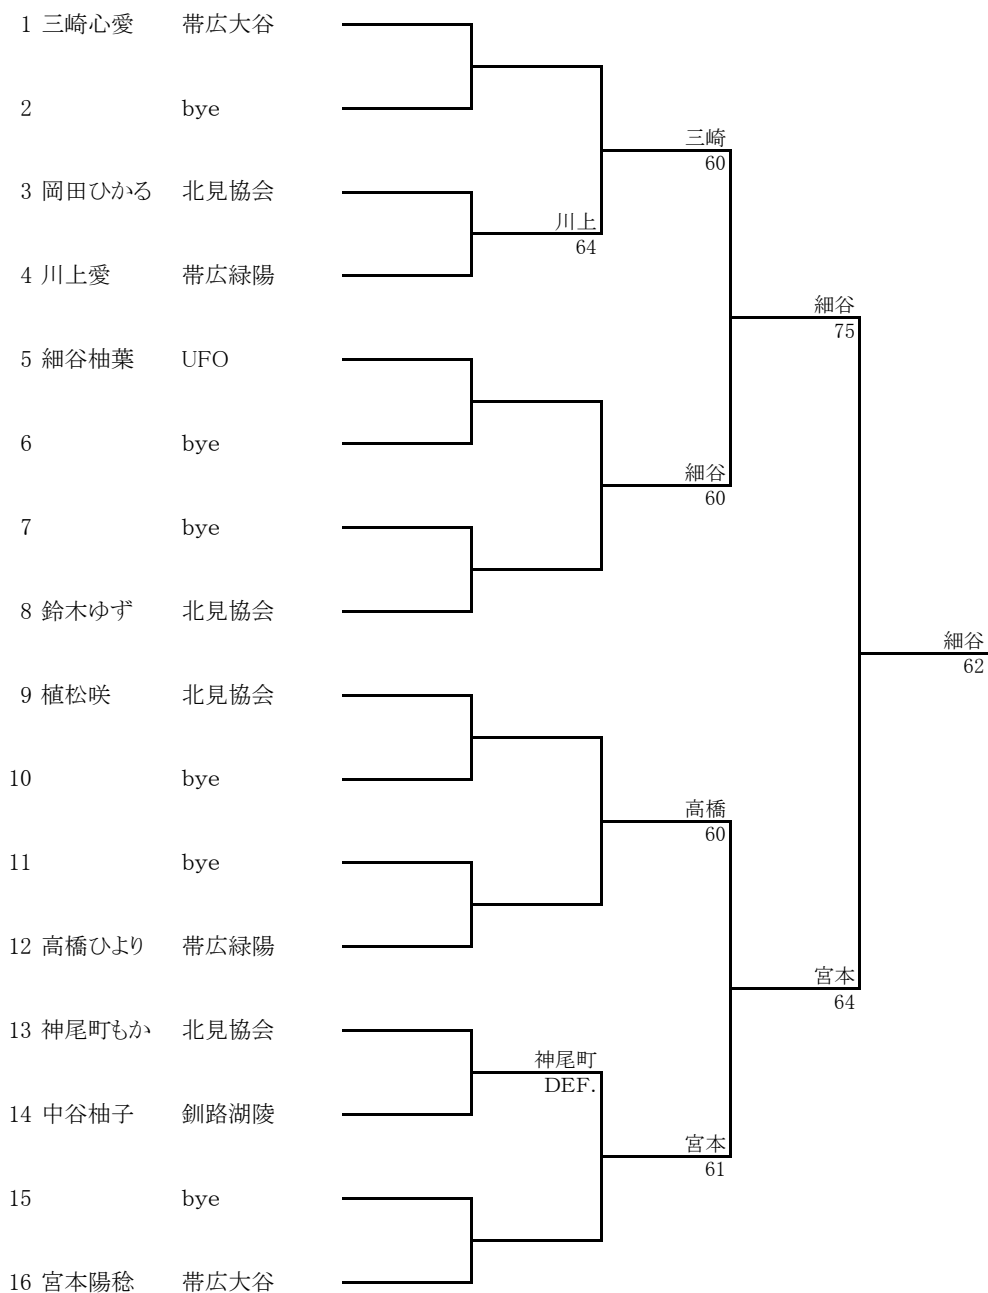 1 三崎心愛 帯広大谷
2 bye
三崎
60
3 岡田ひかる 北見協会
川上
64
4 川上愛 帯広緑陽
細谷
75
5 細谷柚葉 UFO
6 bye
細谷
60
7 bye
8 鈴木ゆず 北見協会
細谷
62
9 植松咲 北見協会
10 bye
高橋
60
11 bye
12 高橋ひより 帯広緑陽
宮本
64
13 神尾町もか 北見協会
神尾町
DEF.
14 中谷柚子 釧路湖陵
宮本
61
15 bye
16 宮本陽稔 帯広大谷